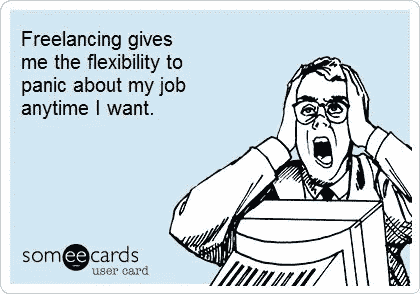 Freelancing gives
me the flexibility to
panic about my job
anytime I want.
someecards
user card